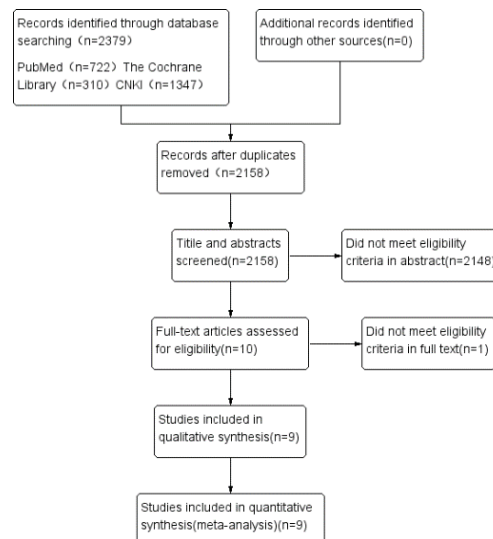 Records identified through database
searching（n=2379）
PubMed（n=722）The Cochrane
Library（n=310）CNKI（n=1347）
Additional records identified
through other sources(n=0)
Records after duplicates
removed（n=2158）
Titile and abstracts
screened(n=2158)
Did not meet eligibility
criteria in abstract(n=2148)
Full-text articles assessed
for eligibility(n=10)
Did not meet eligibility
criteria in full text(n=1)
Studies included in
qualitative synthesis(n=9)
Studies included in quantitative
synthesis(meta-analysis)(n=9)